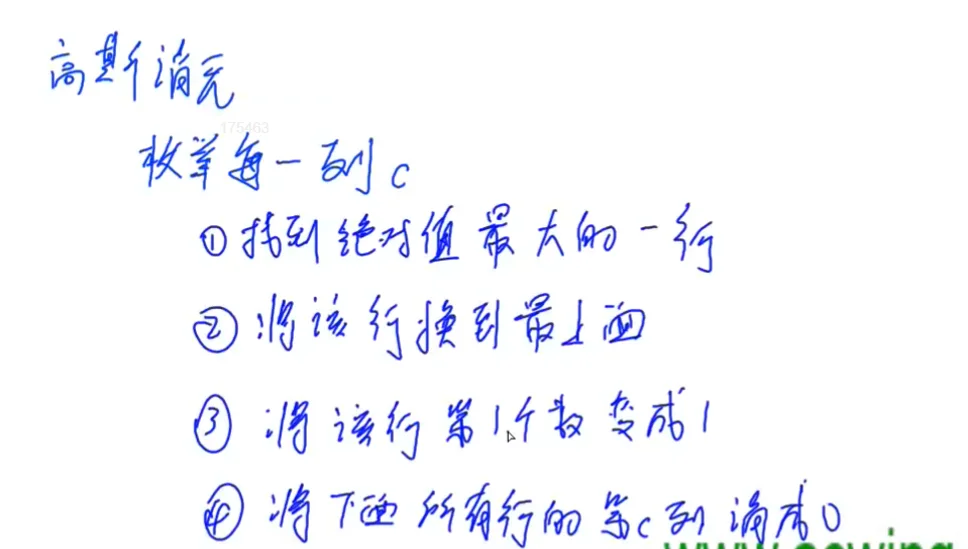 高斯消元
175463
枚举每一列c
①找到绝对值最大的一行
②将该行换到最上面
③将该行第1个数变成1
④将下面所有行的第c列消成0